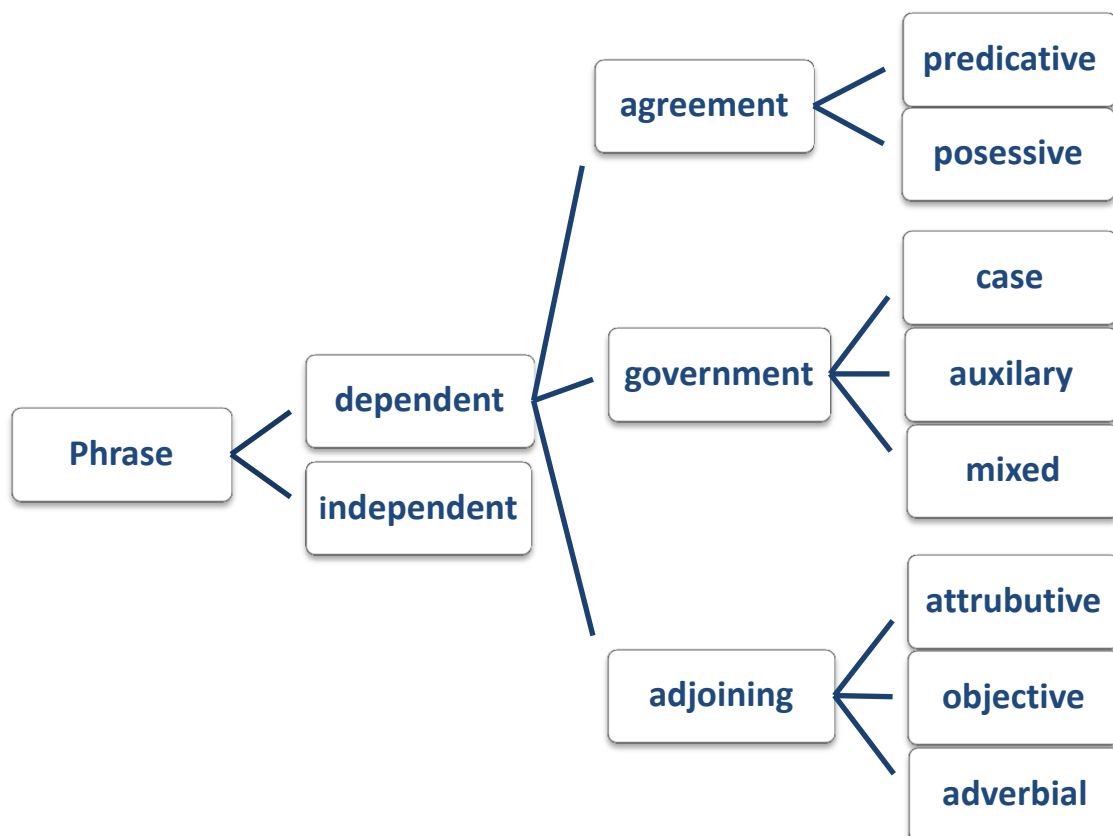 Phrase
dependent
independent
agreement
government
adjoining
predicative
posessive
case
auxilary
mixed
attrubutive
objective
adverbial